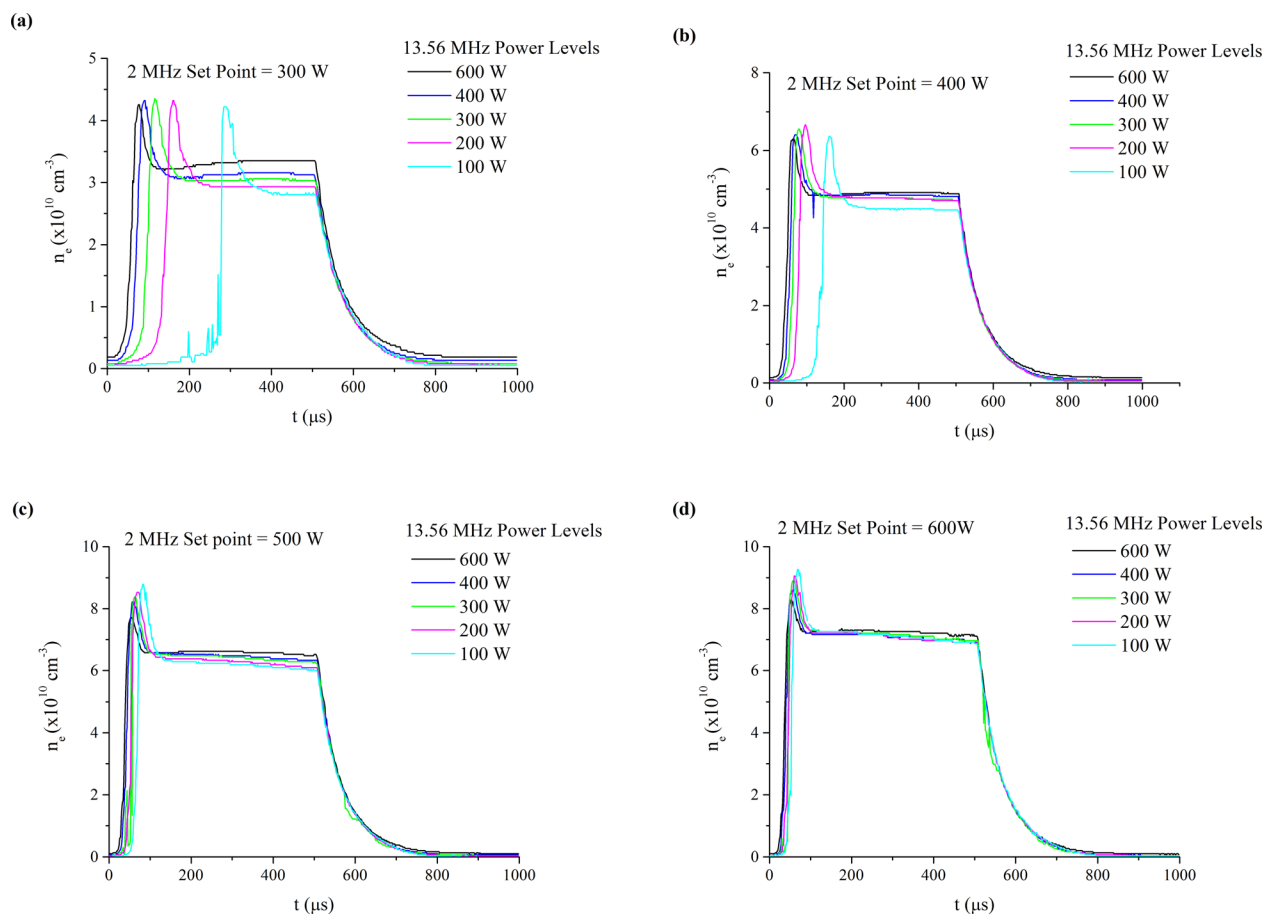 (a)
13.56 MHz Power Levels
2 MHz Set Point = 300 W
600 W
400 W
300 W
200 W
100 W
5
4
3
2
1
0
n_e (x10^10 cm^-3)
0 200 400 600 800 1000
t (μs)
(b)
13.56 MHz Power Levels
2 MHz Set Point = 400 W
600 W
400 W
300 W
200 W
100 W
8
6
4
2
0
n_e (x10^10 cm^-3)
0 200 400 600 800 1000
t (μs)
(c)
13.56 MHz Power Levels
2 MHz Set point = 500 W
600 W
400 W
300 W
200 W
100 W
10
8
6
4
2
0
n_e (x10^10 cm^-3)
0 200 400 600 800 1000
t (μs)
(d)
13.56 MHz Power Levels
2 MHz Set Point = 600W
600 W
400 W
300 W
200 W
100 W
10
8
6
4
2
0
n_e (x10^10 cm^-3)
0 200 400 600 800 1000
t (μs)